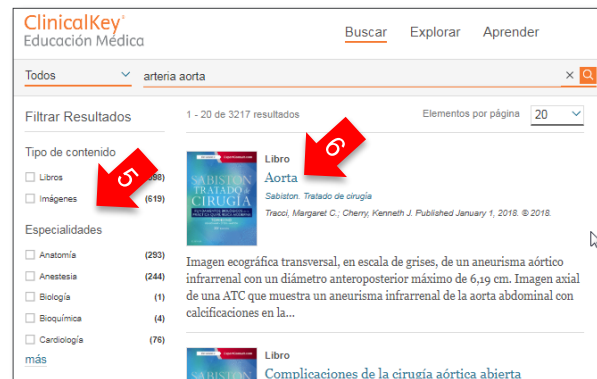 ClinicalKey®
Educación Médica
Buscar Explorar Aprender
Todos arteria aorta
Filtrar Resultados
1 - 20 de 3217 resultados
Elementos por página 20
Tipo de contenido
Libros
Imágenes (619)
5
Especialidades
Anatomía (293)
Anestesia (244)
Biología (1)
Bioquímica (4)
Cardiología (76)
más
SABISTON
TRATADO de
CIRUGÍA
6
Libro
Aorta
Sabiston. Tratado de cirugía
Tracci, Margaret C.; Cherry, Kenneth J. Published January 1, 2018. © 2018.
Imagen ecográfica transversal, en escala de grises, de un aneurisma aórtico
infrarrenal con un diámetro anteroposterior máximo de 6,19 cm. Imagen axial
de una ATC que muestra un aneurisma infrarrenal de la aorta abdominal con
calcificaciones en la...
SABISTON
Libro
Complicaciones de la cirugía aórtica abierta